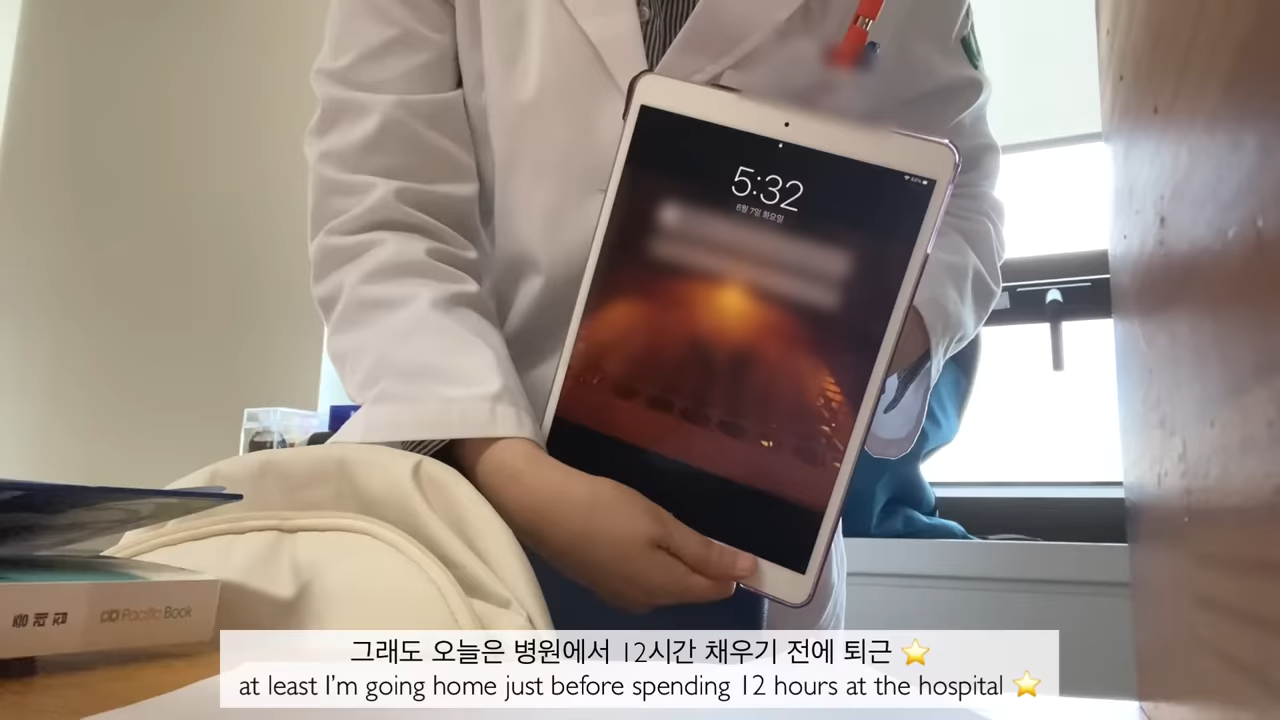 5:32
6월 7일 화요일
Pacific Book
그래도 오늘은 병원에서 12시간 채우기 전에 퇴근 ⭐
at least I'm going home just before spending 12 hours at the hospital ⭐